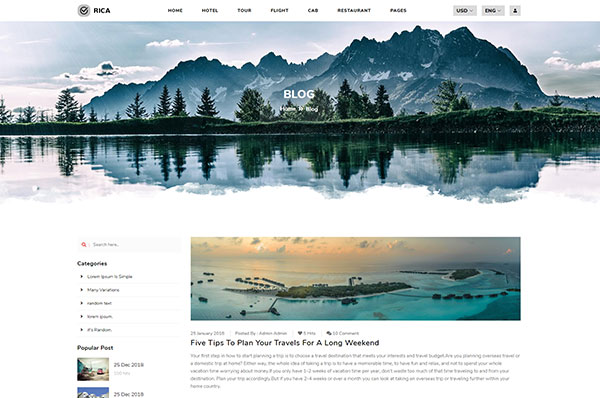 RICA
HOME HOTEL TOUR FLIGHT CAB RESTAURANT PAGES
USD ENG
BLOG
Home
Blog
Search here..
Categories
Lorem Ipsum Is Simple
Many Variations
random text
lorem ipsum
it's Random
Popular Post
25 Dec 2018
25 Dec 2018
25 January 2018 Posted By : Admin Admin 5 Hits 10 Comment
Five Tips To Plan Your Travels For A Long Weekend
Your first step in how to start planning a trip is to choose a travel destination that meets your interests and travel budget.Are you planning overseas travel or
a domestic trip at home? Either way, the whole idea of taking a trip is to have a memorable time, to have fun and relax, and not to spend your whole
vacation time worrying about money.If you only have 1-2 weeks of vacation time per year, don't waste too much of that time traveling to and from your
destination. Plan your trip accordingly.But if you have 2-4 weeks or over a month you can look at taking an overseas trip or traveling further within your
home country.